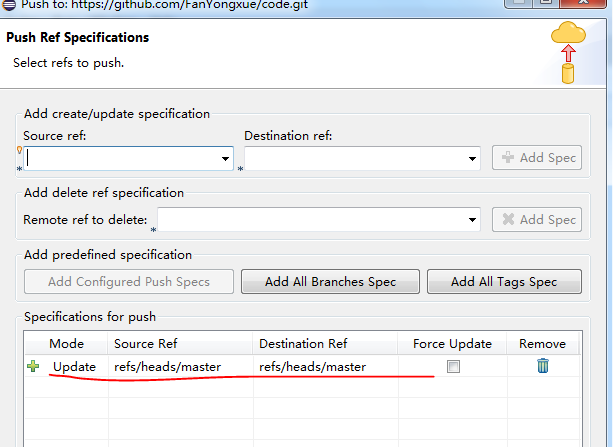 Push to: https://github.com/FanYongxue/code.git
Push Ref Specifications
Select refs to push.
Add create/update specification
Source ref: Destination ref:
* * Add Spec
Add delete ref specification
Remote ref to delete: * Add Spec
Add predefined specification
Add Configured Push Specs Add All Branches Spec Add All Tags Spec
Specifications for push
Mode Source Ref Destination Ref Force Update Remove
Update refs/heads/master refs/heads/master